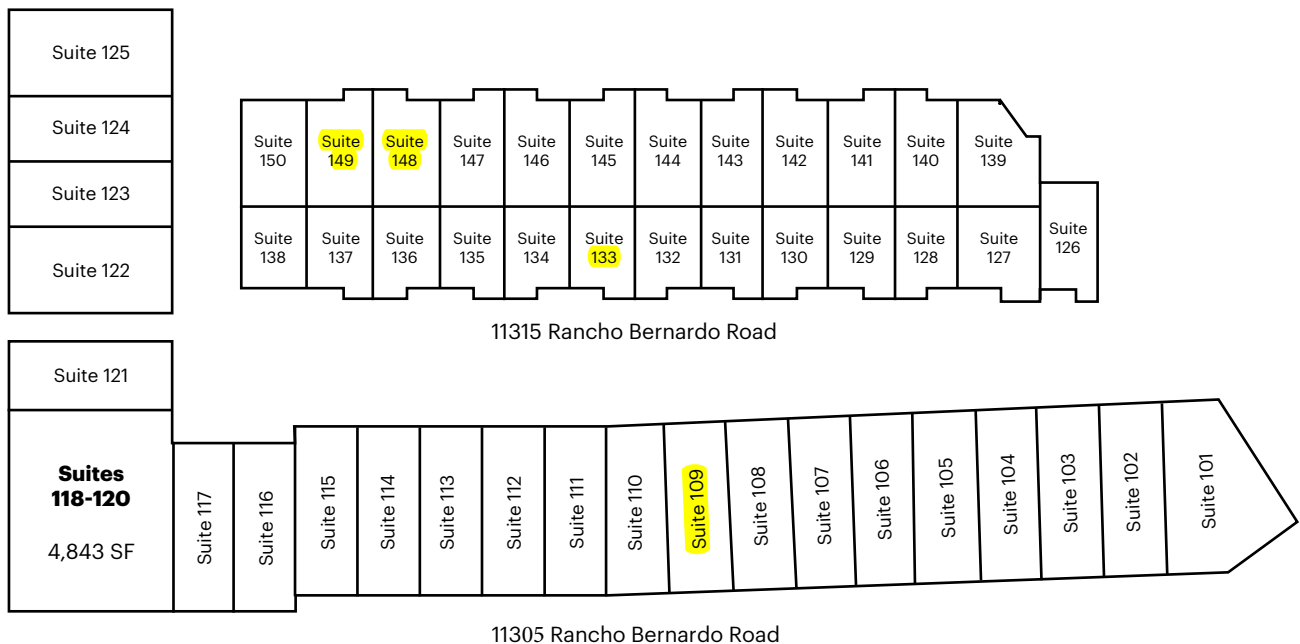 Suite 125
Suite 124
Suite 123
Suite 122
Suite
150
Suite
149
Suite
148
Suite
147
Suite
146
Suite
145
Suite
144
Suite
143
Suite
142
Suite
141
Suite
140
Suite
139
Suite
138
Suite
137
Suite
136
Suite
135
Suite
134
Suite
133
Suite
132
Suite
131
Suite
130
Suite
129
Suite
128
Suite
127
Suite
126
11315 Rancho Bernardo Road
Suite 121
Suites
118-120
4,843 SF
Suite 117
Suite 116
Suite 115
Suite 114
Suite 113
Suite 112
Suite 111
Suite 110
Suite 109
Suite 108
Suite 107
Suite 106
Suite 105
Suite 104
Suite 103
Suite 102
Suite 101
11305 Rancho Bernardo Road